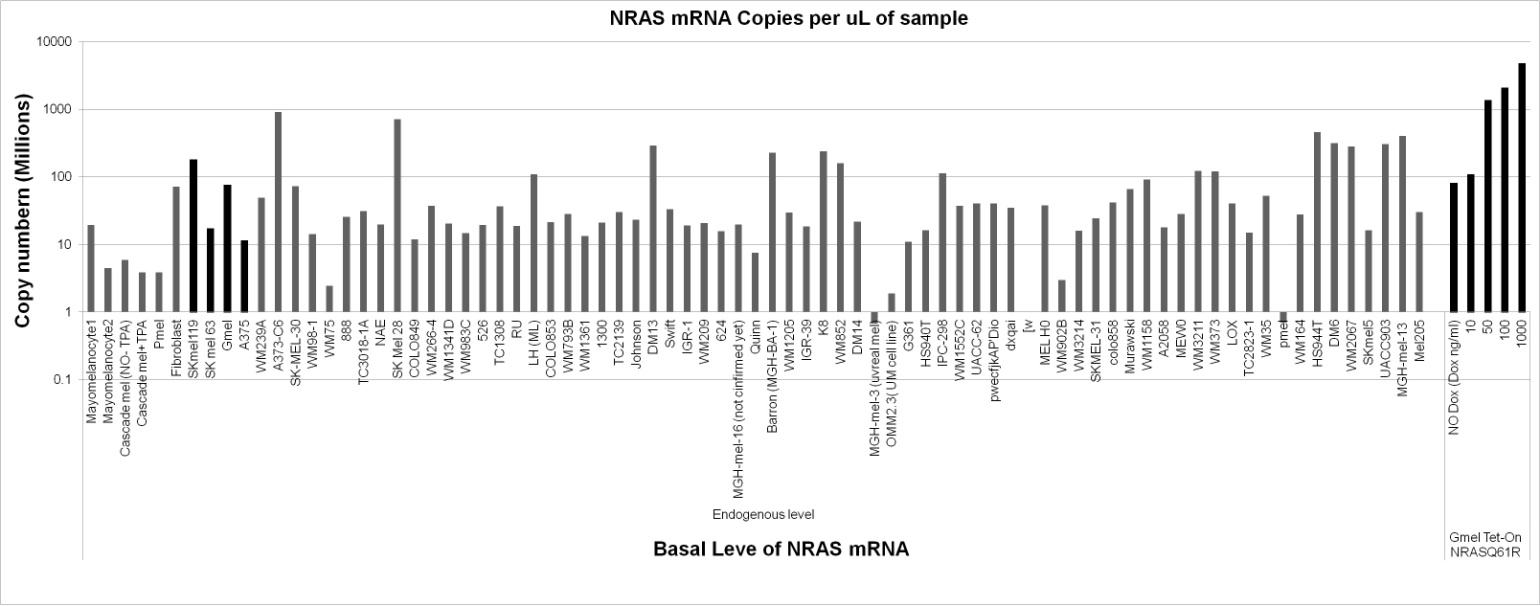 NRAS mRNA Copies per uL of sample
Copy numbern (Millions)
10000
1000
100
10
1
0.1
Mayomelanocyte1
Mayomelanocyte2
Cascade mel (NO- TPA)
Cascade mel+ TPA
Pmel
Fibroblast
SKmel119
SK mel 63
Gmel
A375
WM239A
A373-C6
SK-MEL-30
WM98-1
WM75
888
TC3018-1A
NAE
SK Mel 28
COLO849
WM266-4
WM1341D
WM983C
526
TC1308
RU
LH (ML)
COLO853
WM793B
WM1361
1300
TC2139
Johnson
DM13
Swift
IGR-1
WM209
624
MGH-mel-16 (not cinfirmed yet)
Quinn
Barron (MGH-BA-1)
WM1205
IGR-39
K8
WM852
DM14
MGH-mel-3 (uvreal mel)
OMM2.3( UM cell line)
G361
HS940T
IPC-298
WM1552C
UACC-62
pwecfjkAPDlo
dxqai
[w
MEL H0
WM902B
WM3214
SKMEL-31
colo858
Murawski
WM1158
A2058
MEW0
WM3211
WM373
LOX
TC2823-1
WM35
pmel
WM164
HS944T
DM6
WM2067
SKmel5
UACC903
MGH-mel-13
Mel205
NO Dox (Dox ng/ml)
10
50
100
1000
Endogenous level
Gmel Tet-On
NRASQ61R
Basal Leve of NRAS mRNA